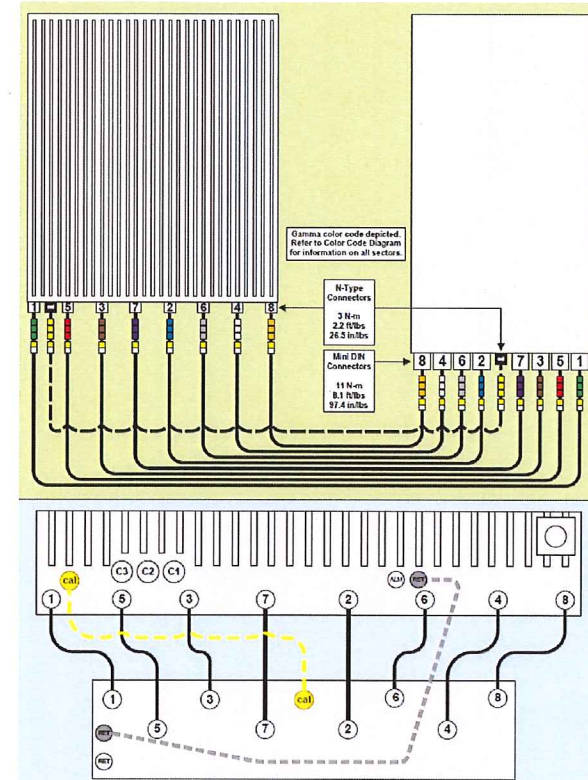 Gamma color code depicted.
Refer to Color Code Diagram
for information on all sectors.
1 5 3 7 2 6 4 8
N-Type
Connectors
3 N-m
2.2 ft/lbs
26.5 in/lbs
Mini DIN
Connectors
11 N-m
8.1 ft/lbs
97.4 in/lbs
8 4 6 2 7 3 5 1
C3 C2 C1
cal
ALM RET
1 5 3 7 2 6 4 8
1 3 cal 6 8
5 7 2 4
RET
RET